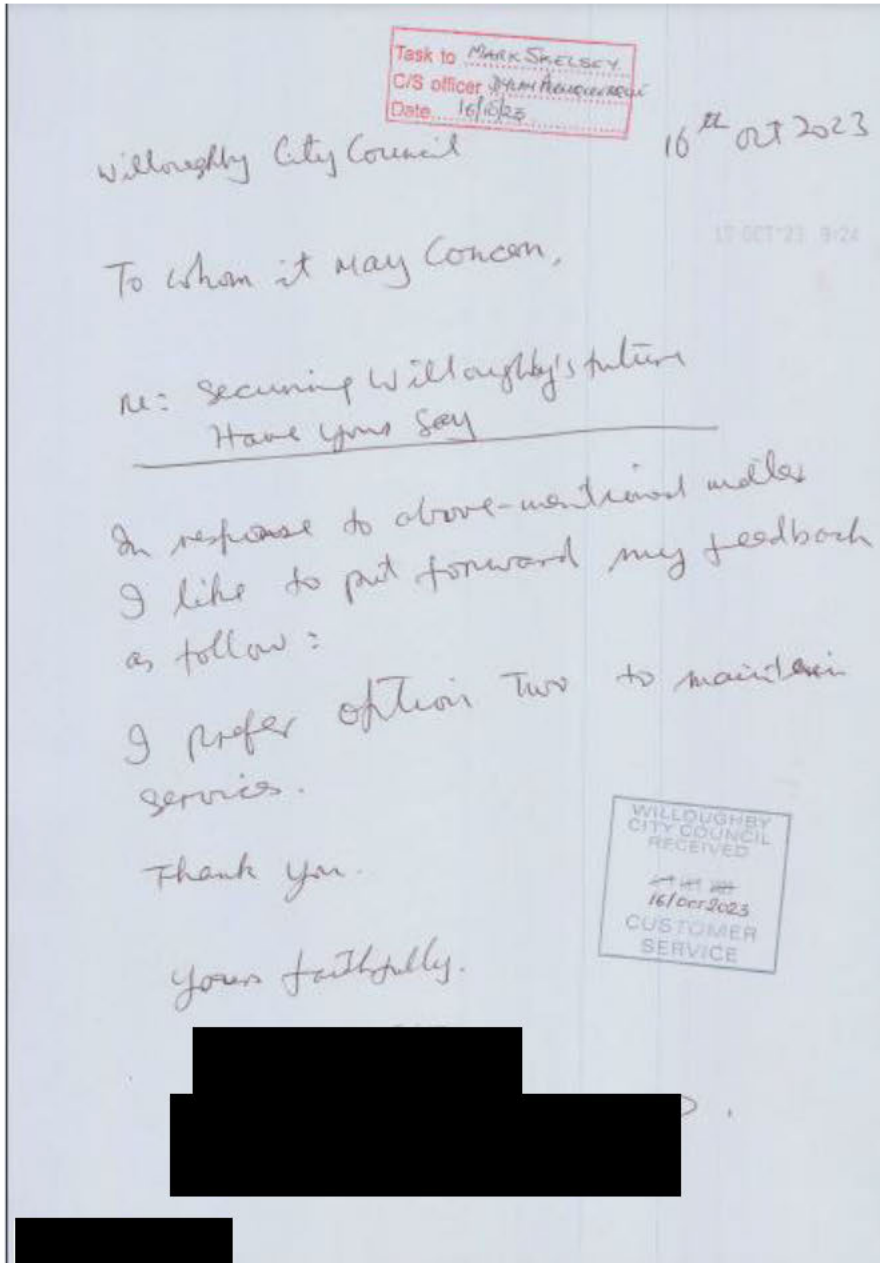 Task to MARK SKELSEY
C/S officer Dylan
Date 16/10/23
Willoughby City Council
16th Oct 2023
17 OCT '23 9:24
To whom it May Concern,
Re: Securing Willoughby's future
Have your Say
In response to above-mentioned matter
I like to put forward my feedback
as follow:
I prefer option Two to maintain
services.
WILLOUGHBY
CITY COUNCIL
RECEIVED
16/Oct 2023
CUSTOMER
SERVICE
Thank you.
Yours faithfully.